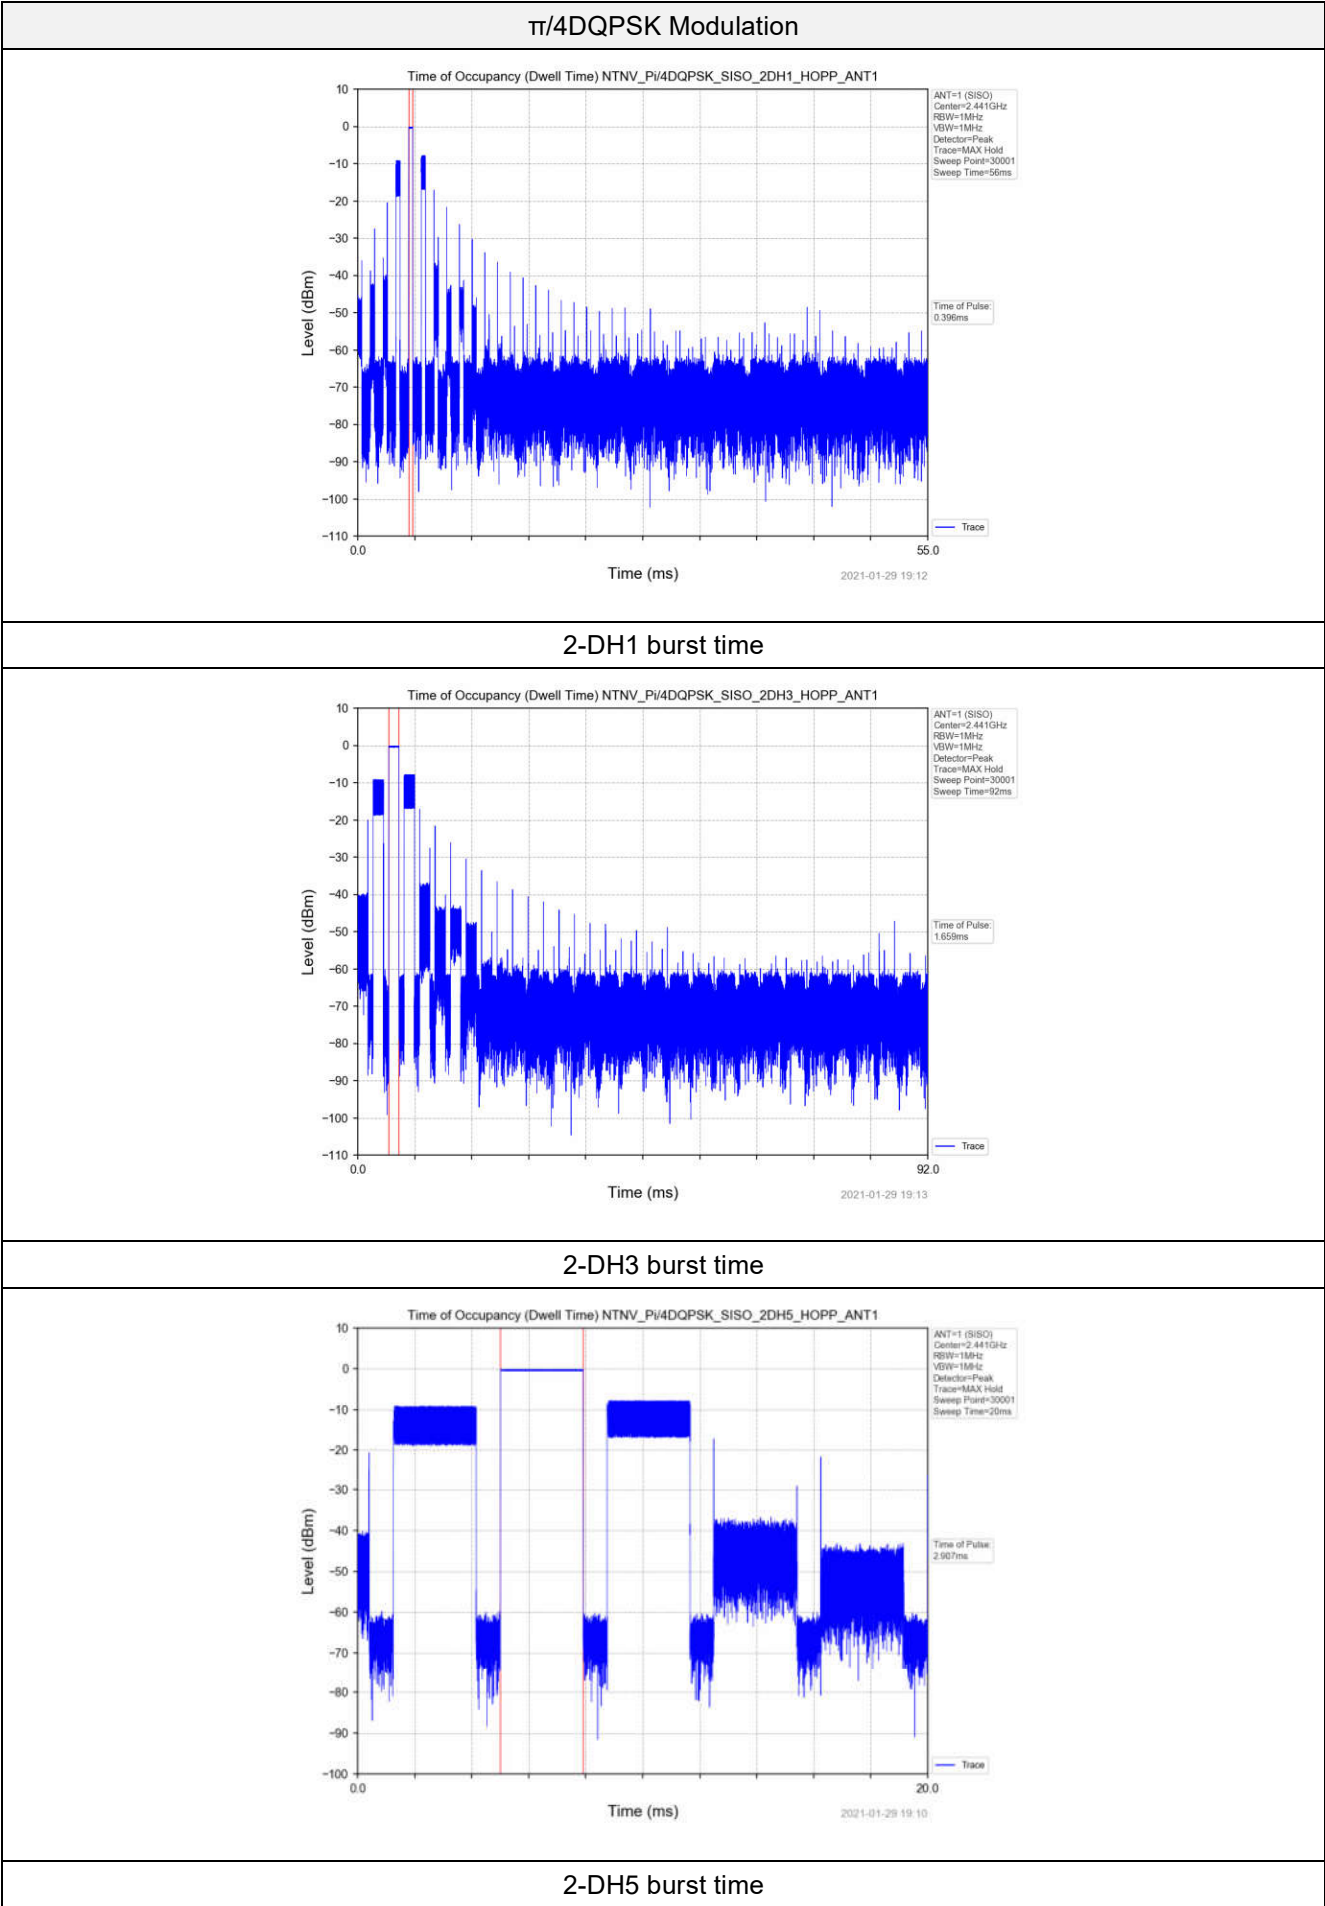 π/4DQPSK Modulation
Time of Occupancy (Dwell Time) NTNV_Pi/4DQPSK_SISO_2DH1_HOPP_ANT1
10
0
−10
−20
−30
−40
−50
−60
−70
−80
−90
−100
−110
Level (dBm)
0.0
55.0
Time (ms)
2021-01-29 19:12
ANT=1 (SISO)
Center=2.441GHz
RBW=1MHz
VBW=1MHz
Detector=Peak
Trace=MAX Hold
Sweep Point=30001
Sweep Time=56ms
Time of Pulse:
0.396ms
Trace
2-DH1 burst time
Time of Occupancy (Dwell Time) NTNV_Pi/4DQPSK_SISO_2DH3_HOPP_ANT1
10
0
−10
−20
−30
−40
−50
−60
−70
−80
−90
−100
−110
Level (dBm)
0.0
92.0
Time (ms)
2021-01-29 19:13
ANT=1 (SISO)
Center=2.441GHz
RBW=1MHz
VBW=1MHz
Detector=Peak
Trace=MAX Hold
Sweep Point=30001
Sweep Time=92ms
Time of Pulse:
1.659ms
Trace
2-DH3 burst time
Time of Occupancy (Dwell Time) NTNV_Pi/4DQPSK_SISO_2DH5_HOPP_ANT1
10
0
−10
−20
−30
−40
−50
−60
−70
−80
−90
−100
Level (dBm)
0.0
20.0
Time (ms)
2021-01-29 19:10
ANT=1 (SISO)
Center=2.441GHz
RBW=1MHz
VBW=1MHz
Detector=Peak
Trace=MAX Hold
Sweep Point=30001
Sweep Time=20ms
Time of Pulse:
2.907ms
Trace
2-DH5 burst time